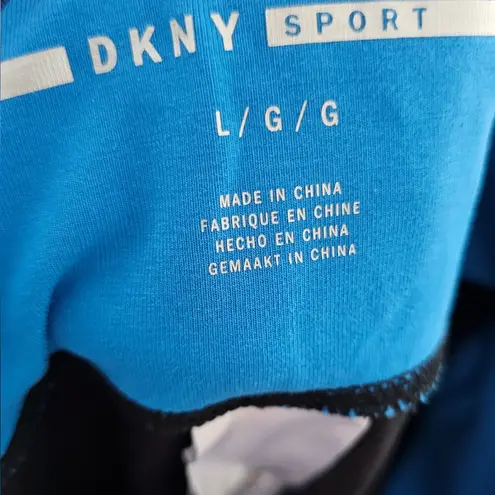 DKNY SPORT
L/G/G
MADE IN CHINA
FABRIQUE EN CHINE
HECHO EN CHINA
GEMAAKT IN CHINA